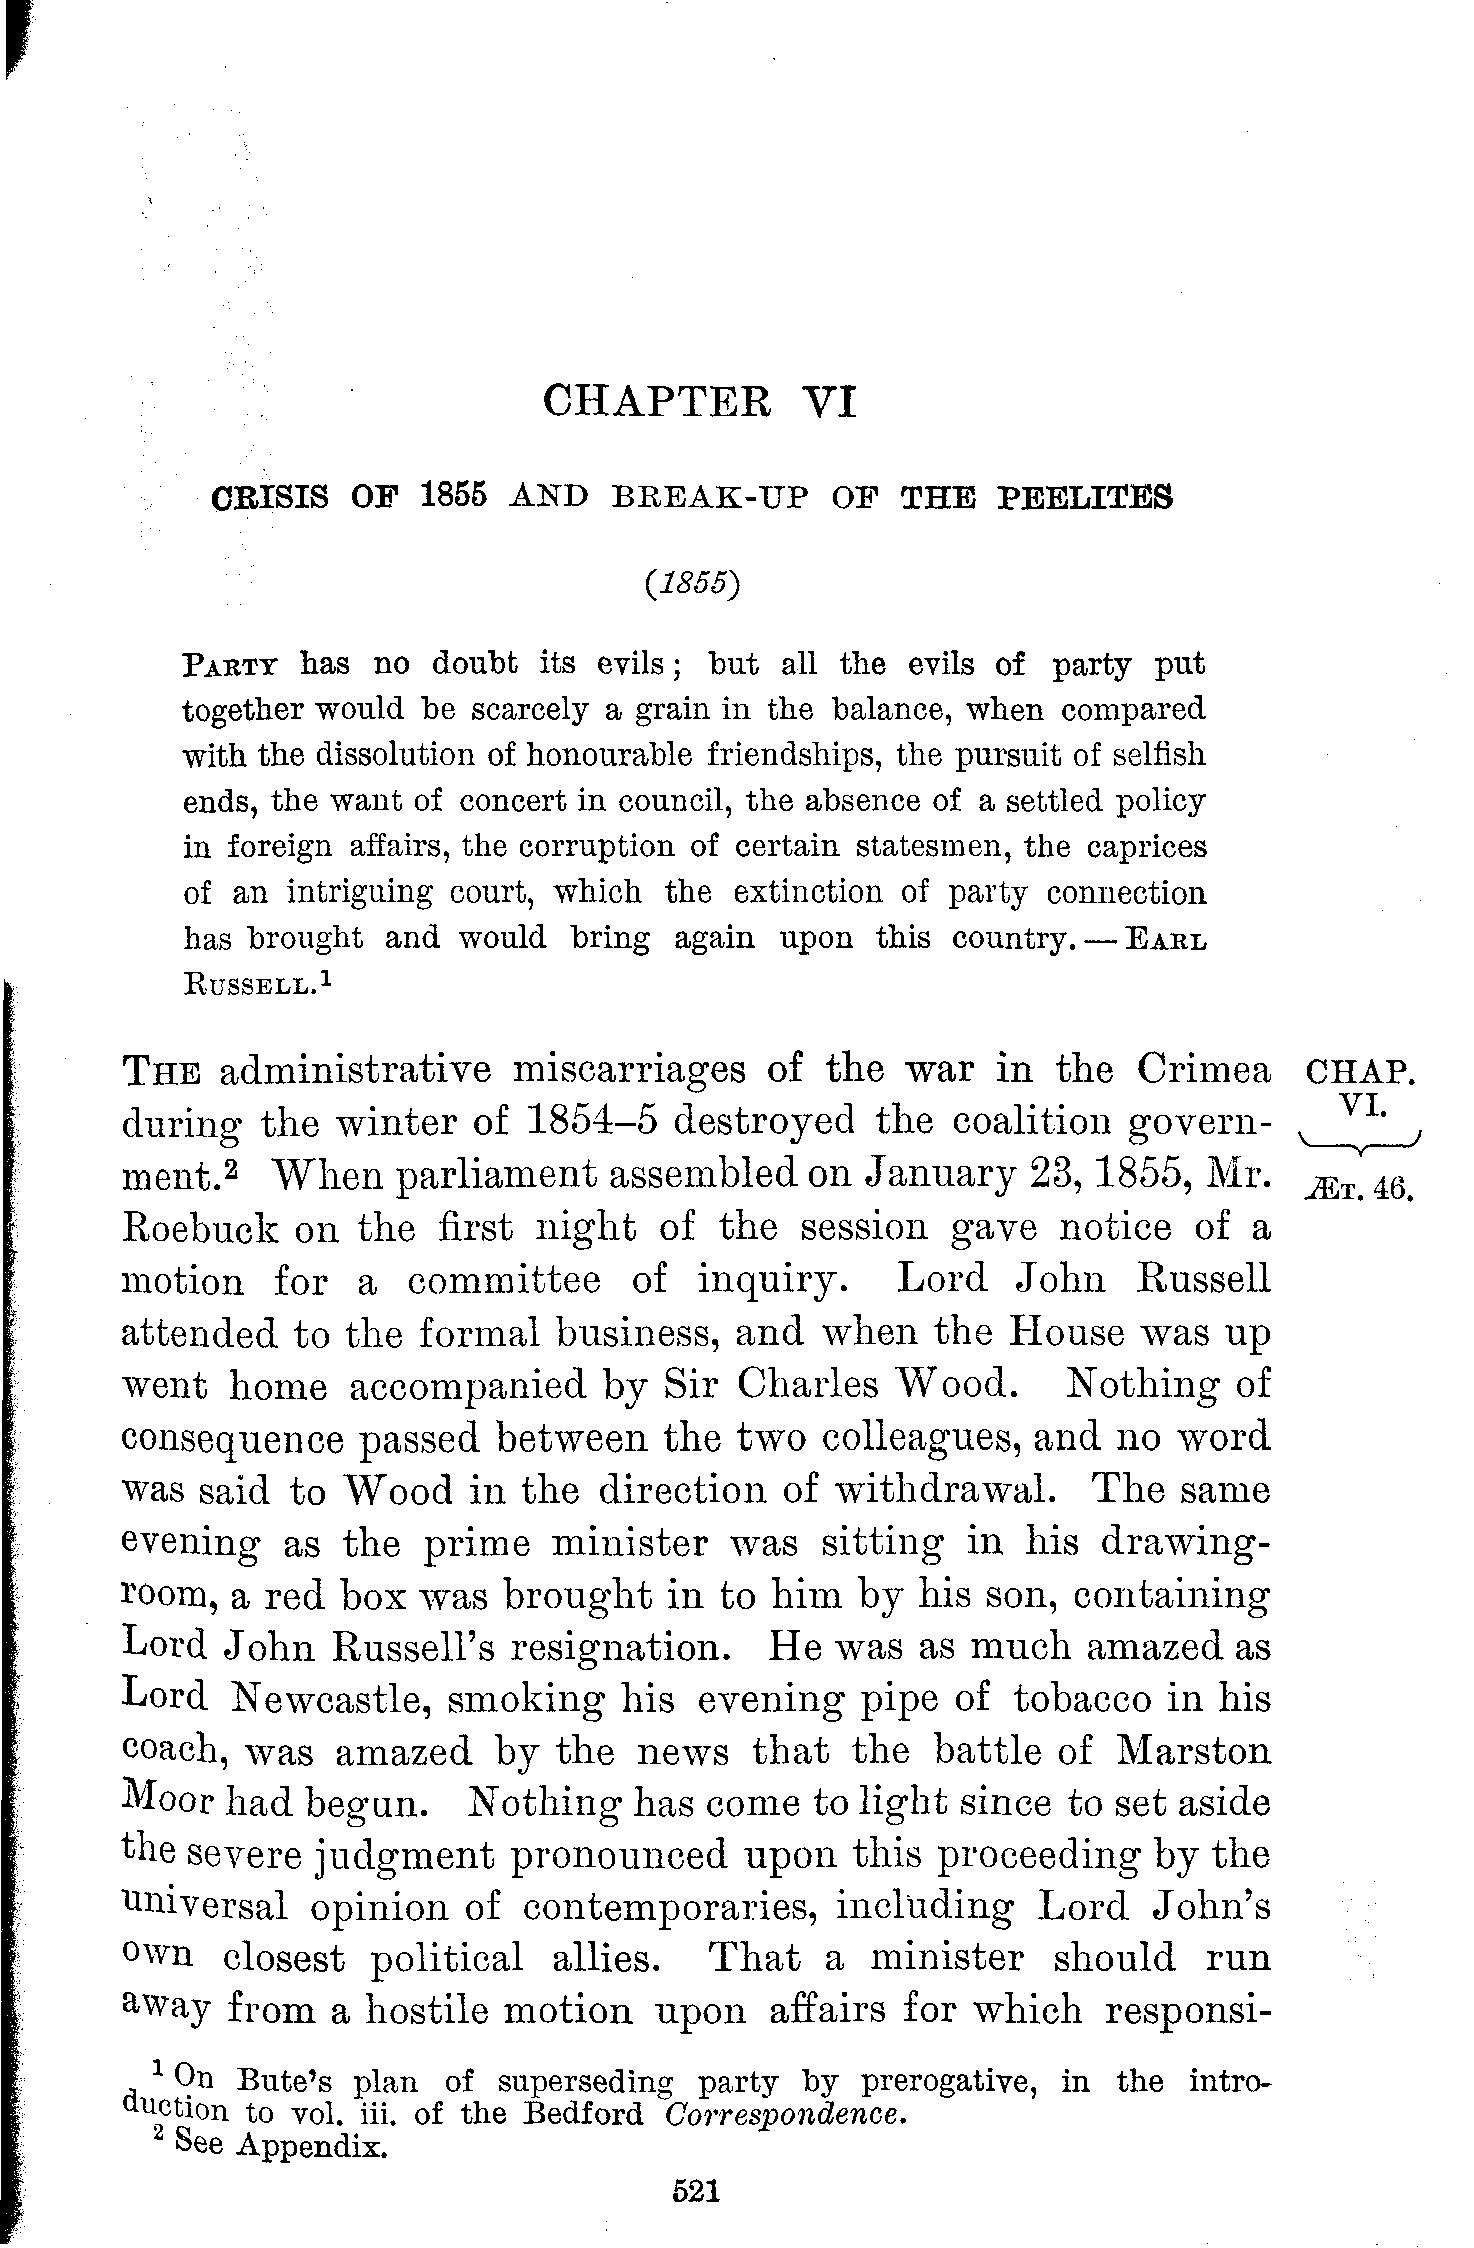 CHAPTER VI
CRISIS OF 1855 AND BREAK-UP OF THE PEELITES
(1855)
PARTY has no doubt its evils; but all the evils of party put
together would be scarcely a grain in the balance, when compared
with the dissolution of honourable friendships, the pursuit of selfish
ends, the want of concert in council, the absence of a settled policy
in foreign affairs, the corruption of certain statesmen, the caprices
of an intriguing court, which the extinction of party connection
has brought and would bring again upon this country. — EARL
RUSSELL.¹
THE administrative miscarriages of the war in the Crimea
during the winter of 1854–5 destroyed the coalition govern-
ment.² When parliament assembled on January 23, 1855, Mr.
Roebuck on the first night of the session gave notice of a
motion for a committee of inquiry. Lord John Russell
attended to the formal business, and when the House was up
went home accompanied by Sir Charles Wood. Nothing of
consequence passed between the two colleagues, and no word
was said to Wood in the direction of withdrawal. The same
evening as the prime minister was sitting in his drawing-
room, a red box was brought in to him by his son, containing
Lord John Russell's resignation. He was as much amazed as
Lord Newcastle, smoking his evening pipe of tobacco in his
coach, was amazed by the news that the battle of Marston
Moor had begun. Nothing has come to light since to set aside
the severe judgment pronounced upon this proceeding by the
universal opinion of contemporaries, including Lord John's
own closest political allies. That a minister should run
away from a hostile motion upon affairs for which responsi-
CHAP.
VI.
ÆT. 46.
¹ On Bute's plan of superseding party by prerogative, in the intro-
duction to vol. iii. of the Bedford Correspondence.
² See Appendix.
521